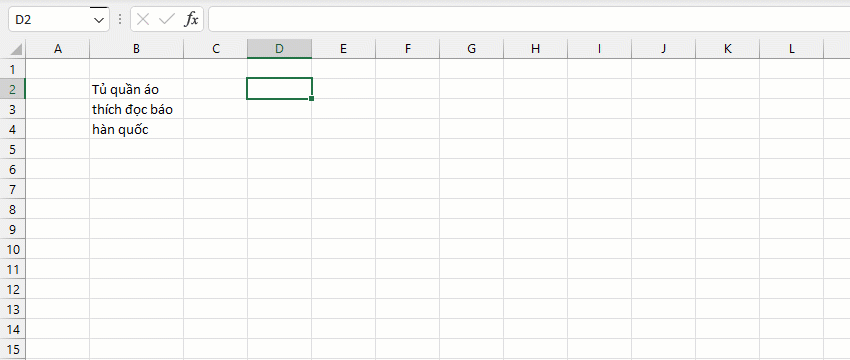 D2 fx
A B C D E F G H I J K L
1
2 Tủ quần áo
3 thích đọc báo
4 hàn quốc
5
6
7
8
9
10
11
12
13
14
15